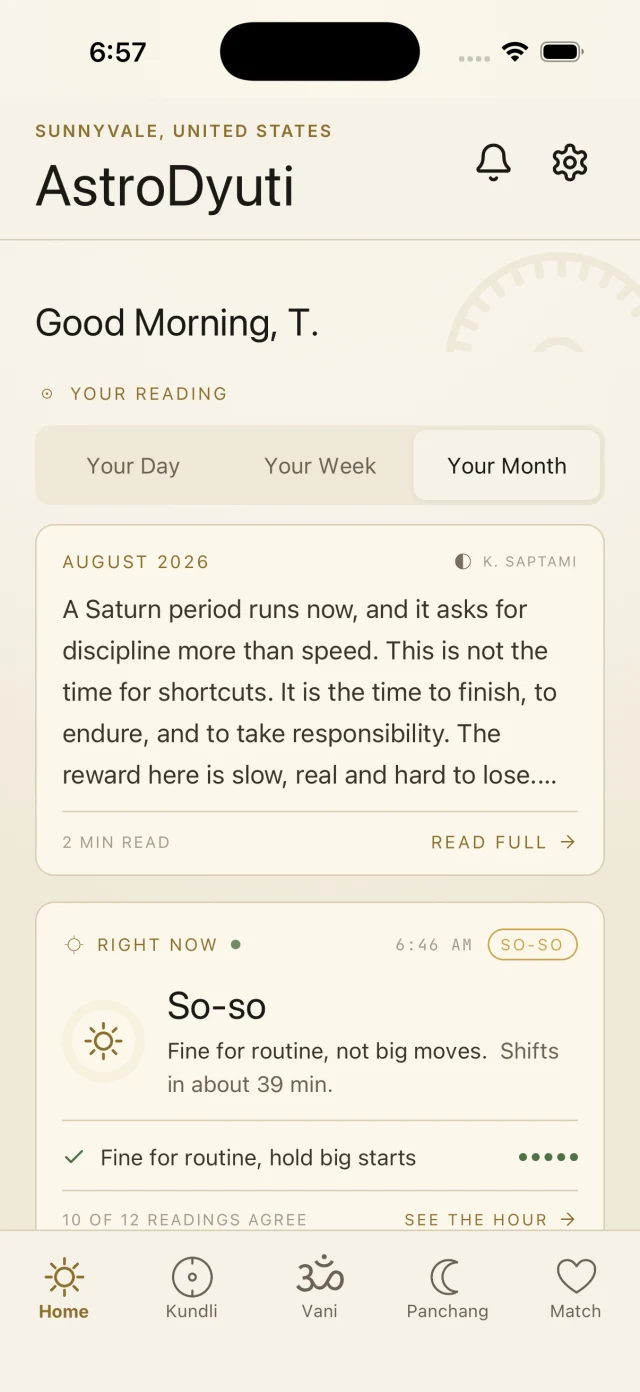 6:57
SUNNYVALE, UNITED STATES
AstroDyuti
Good Morning, T.
YOUR READING
Your Day Your Week Your Month
AUGUST 2026 K. SAPTAMI
A Saturn period runs now, and it asks for
discipline more than speed. This is not the
time for shortcuts. It is the time to finish, to
endure, and to take responsibility. The
reward here is slow, real and hard to lose....
2 MIN READ READ FULL →
RIGHT NOW 6:46 AM SO-SO
So-so
Fine for routine, not big moves. Shifts
in about 39 min.
Fine for routine, hold big starts
10 OF 12 READINGS AGREE SEE THE HOUR →
ॐ
Home Kundli Vani Panchang Match